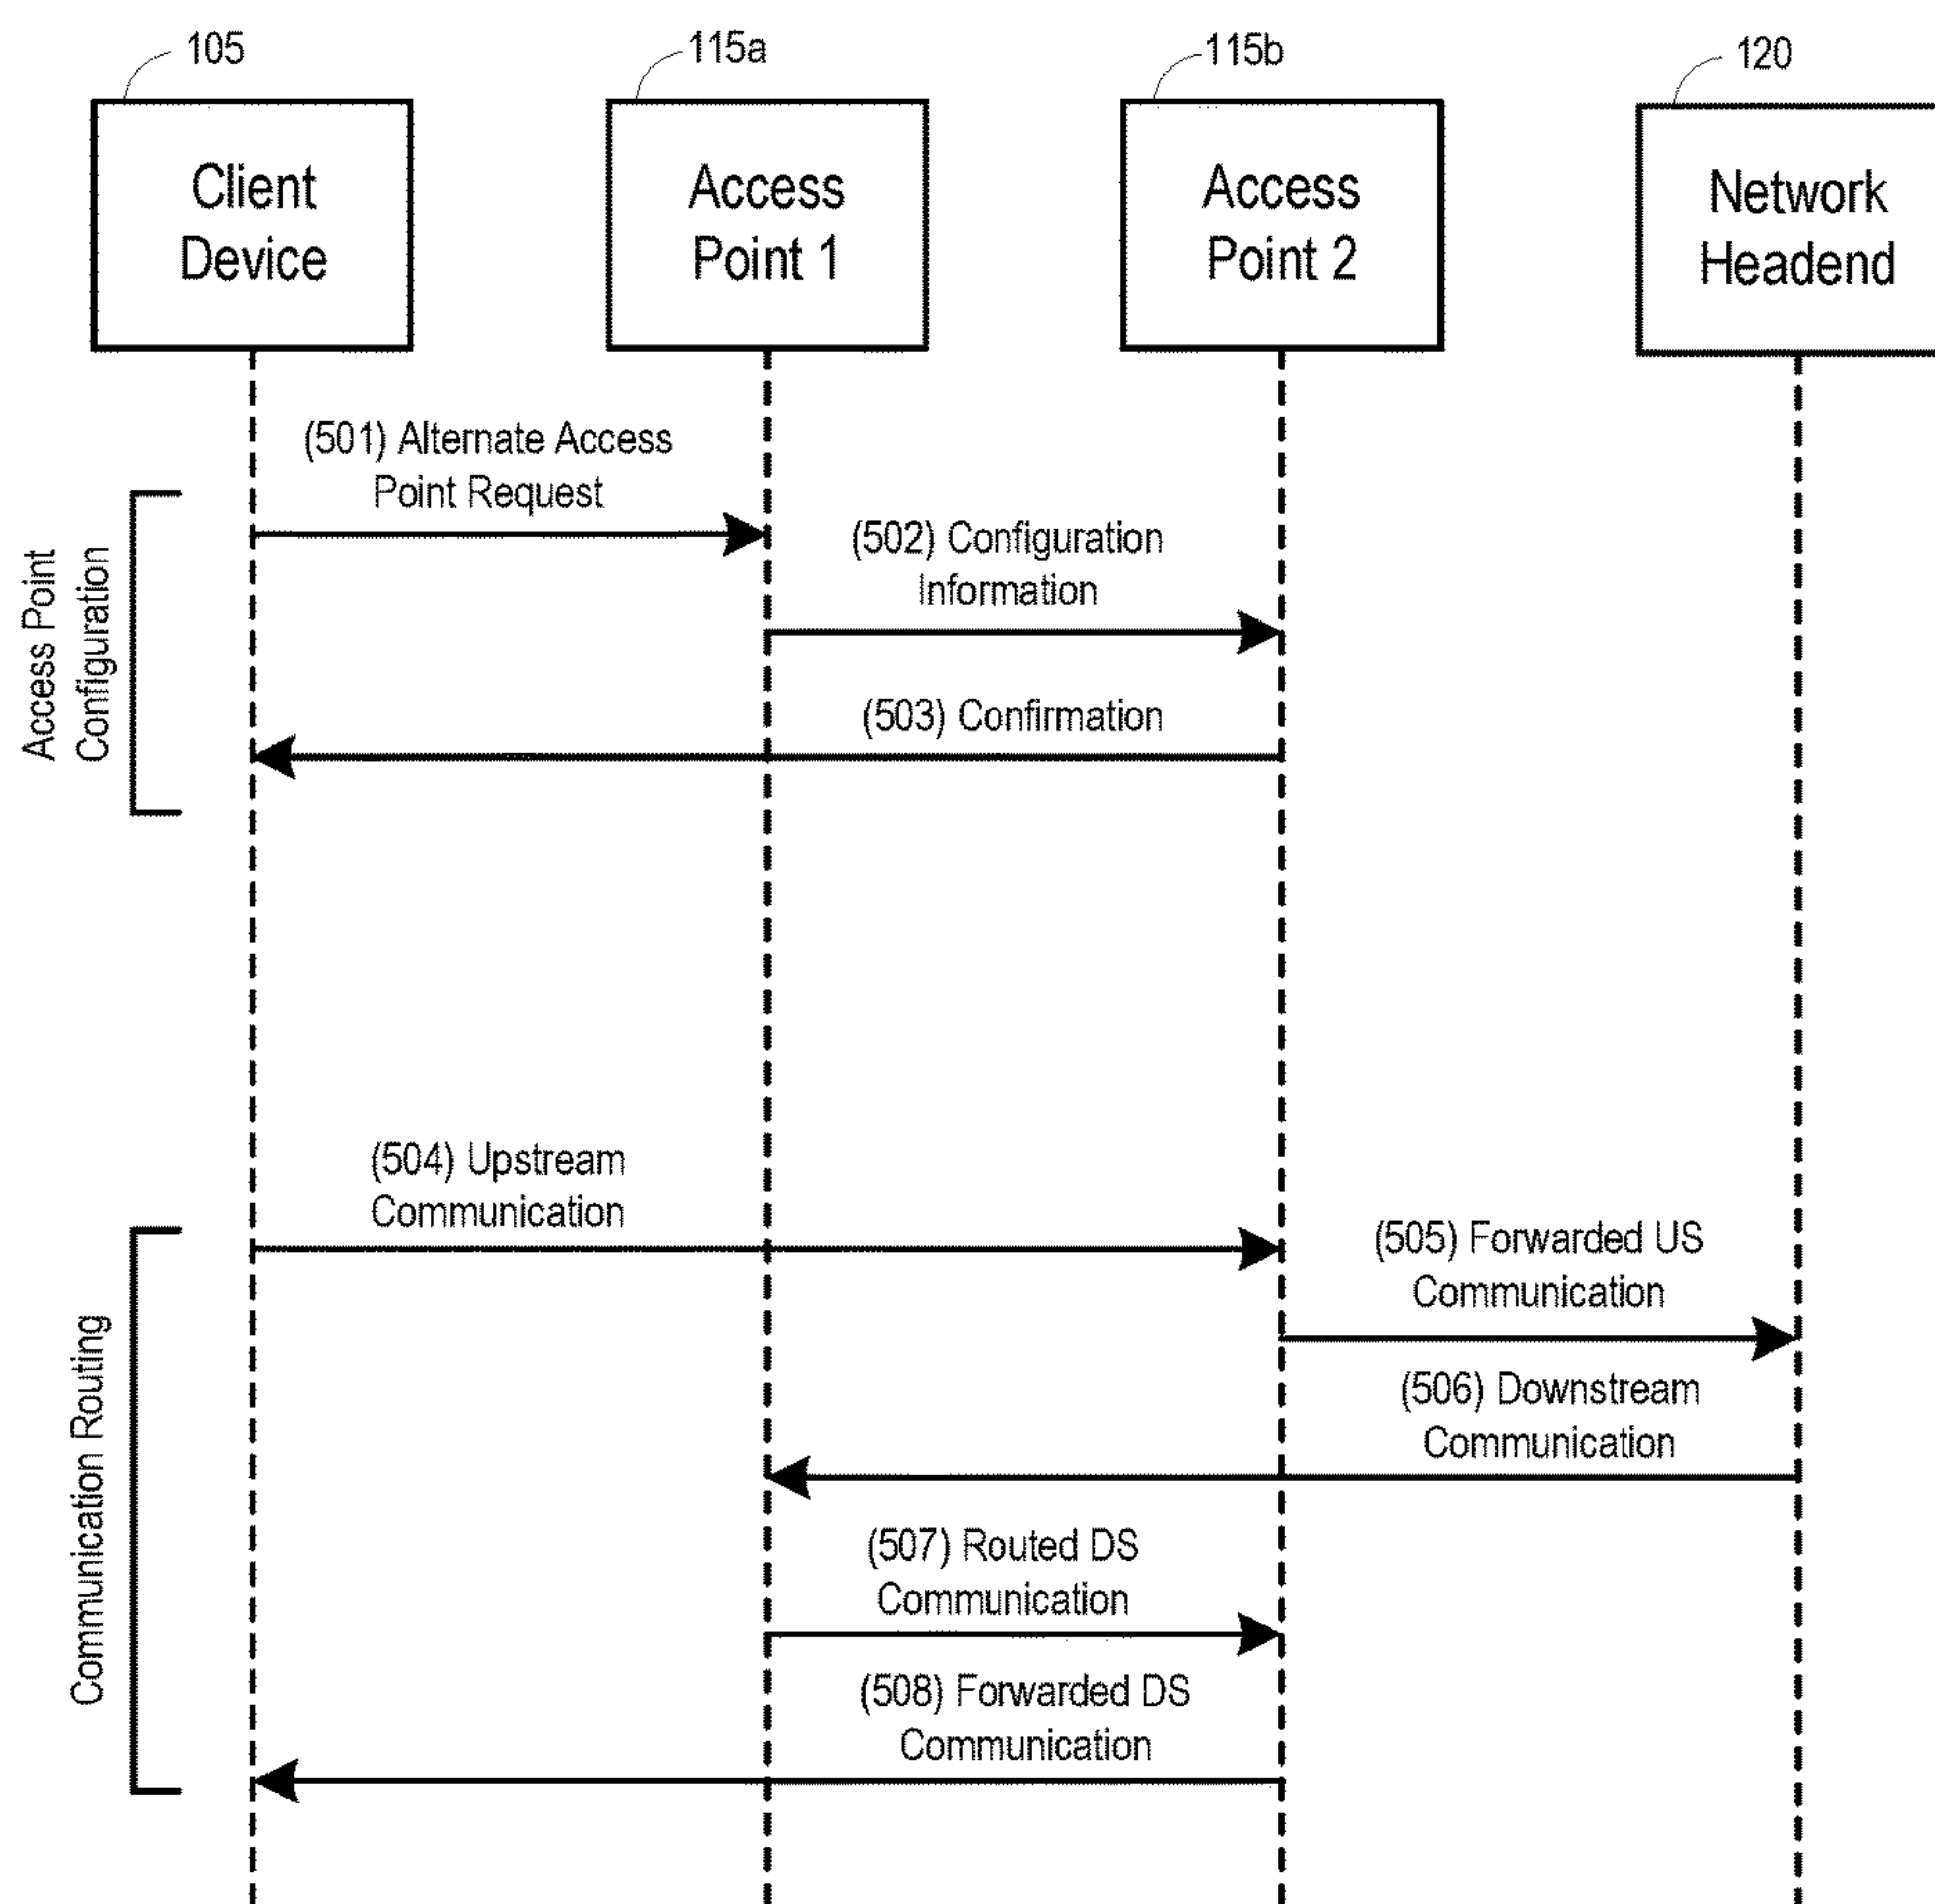 105
115a
115b
120
Client
Device
Access
Point 1
Access
Point 2
Network
Headend
(501) Alternate Access
Point Request
(502) Configuration
Information
(503) Confirmation
Access Point
Configuration
(504) Upstream
Communication
(505) Forwarded US
Communication
(506) Downstream
Communication
(507) Routed DS
Communication
(508) Forwarded DS
Communication
Communication Routing